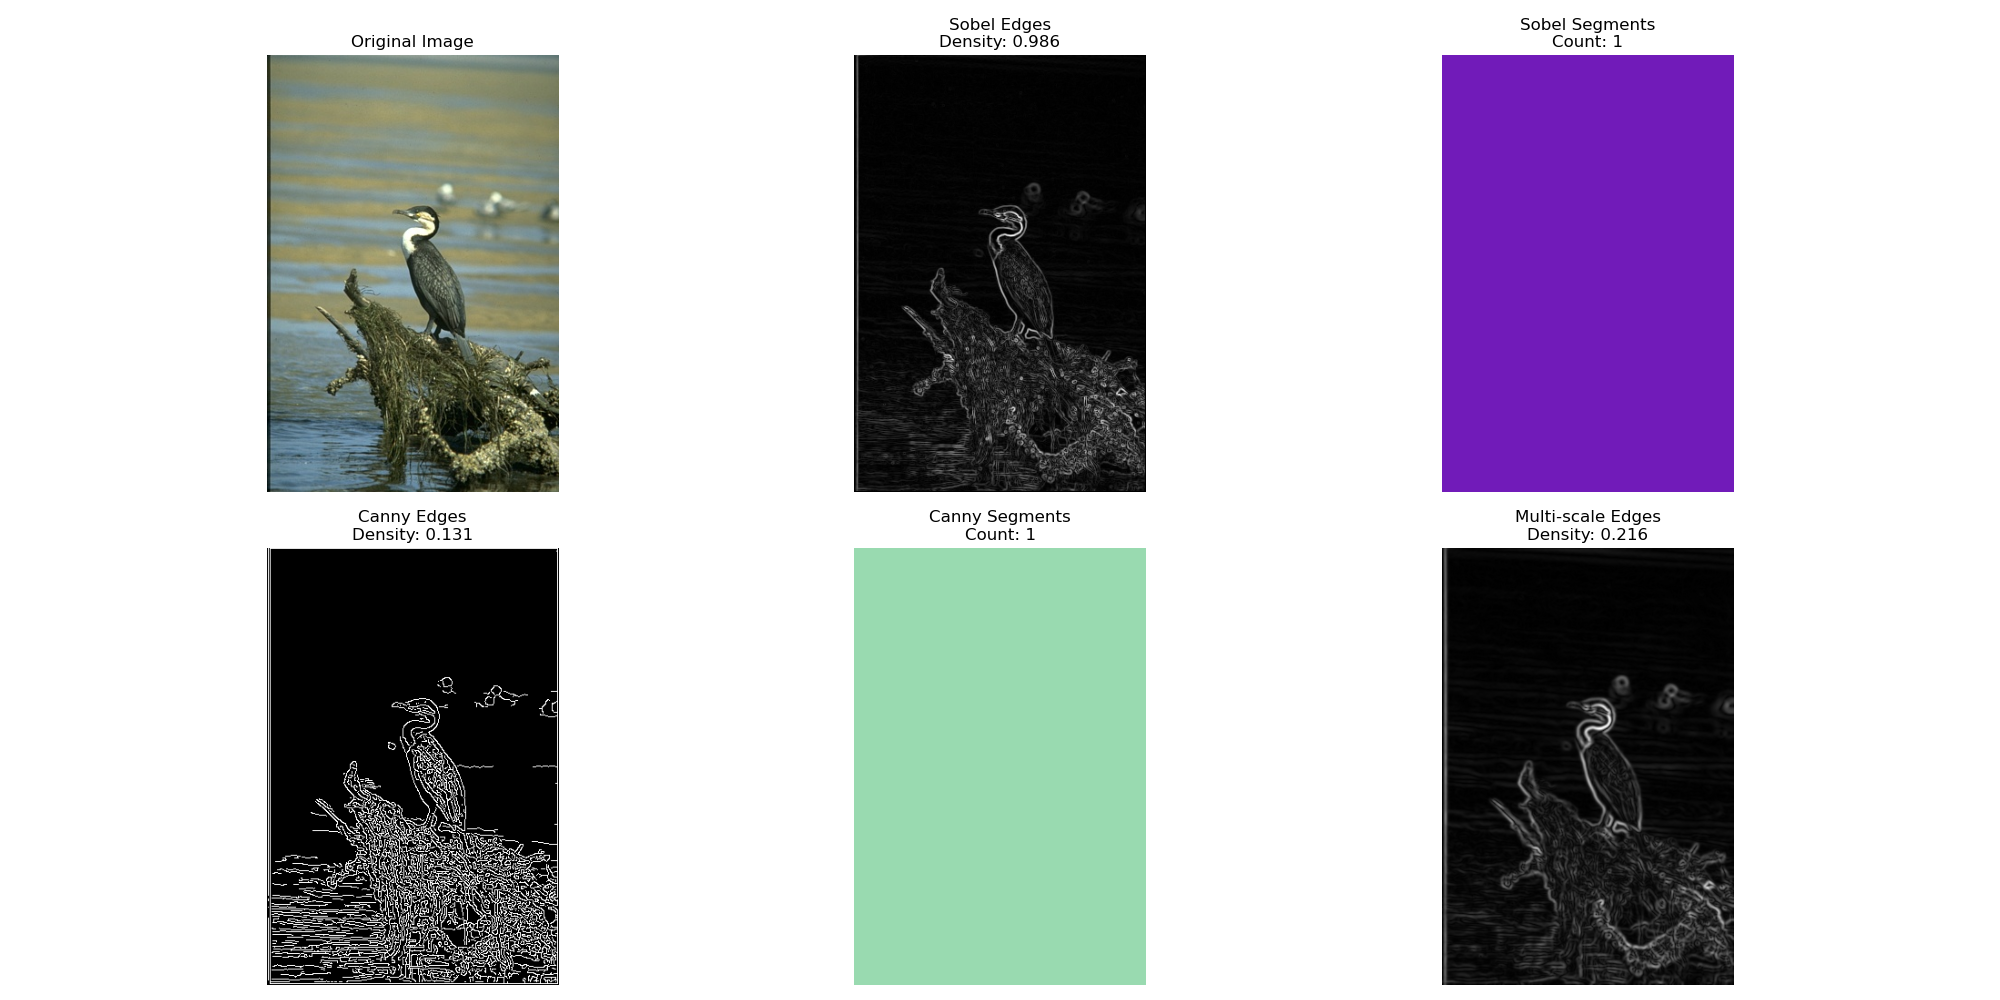 Original Image
Sobel Edges
Density: 0.986
Sobel Segments
Count: 1
Canny Edges
Density: 0.131
Canny Segments
Count: 1
Multi-scale Edges
Density: 0.216